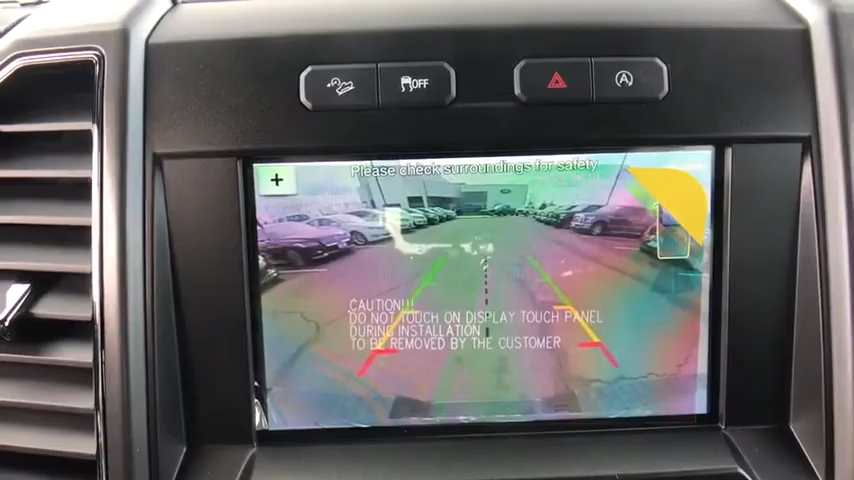 OFF
A
Please check surroundings for safety
+
CAUTION!!!
DO NOT TOUCH ON DISPLAY TOUCH PANEL
DURING INSTALLATION
TO BE REMOVED BY THE CUSTOMER